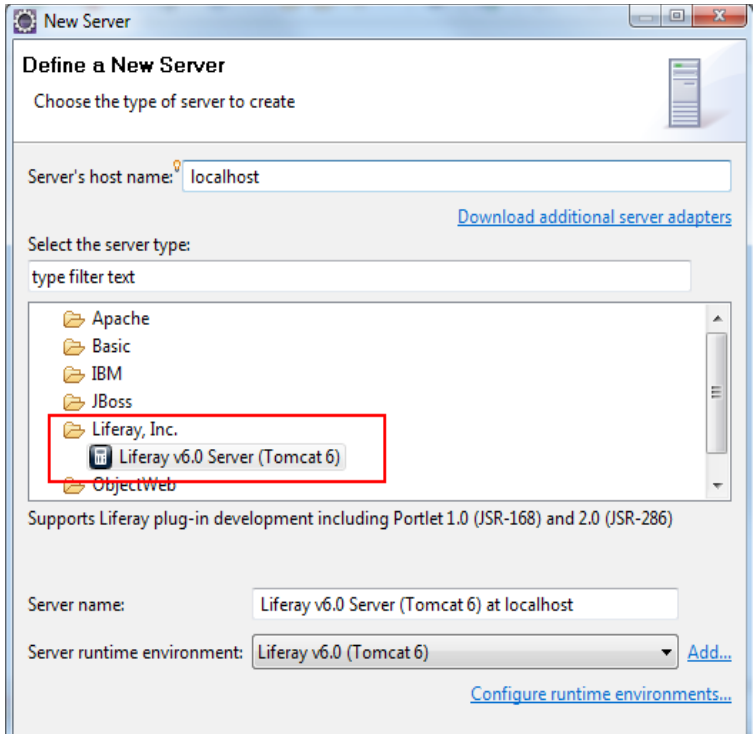 New Server
Define a New Server
Choose the type of server to create
Server's host name: localhost
Download additional server adapters
Select the server type:
type filter text
Apache
Basic
IBM
JBoss
Liferay, Inc.
Liferay v6.0 Server (Tomcat 6)
ObjectWeb
Supports Liferay plug-in development including Portlet 1.0 (JSR-168) and 2.0 (JSR-286)
Server name: Liferay v6.0 Server (Tomcat 6) at localhost
Server runtime environment: Liferay v6.0 (Tomcat 6) Add...
Configure runtime environments...